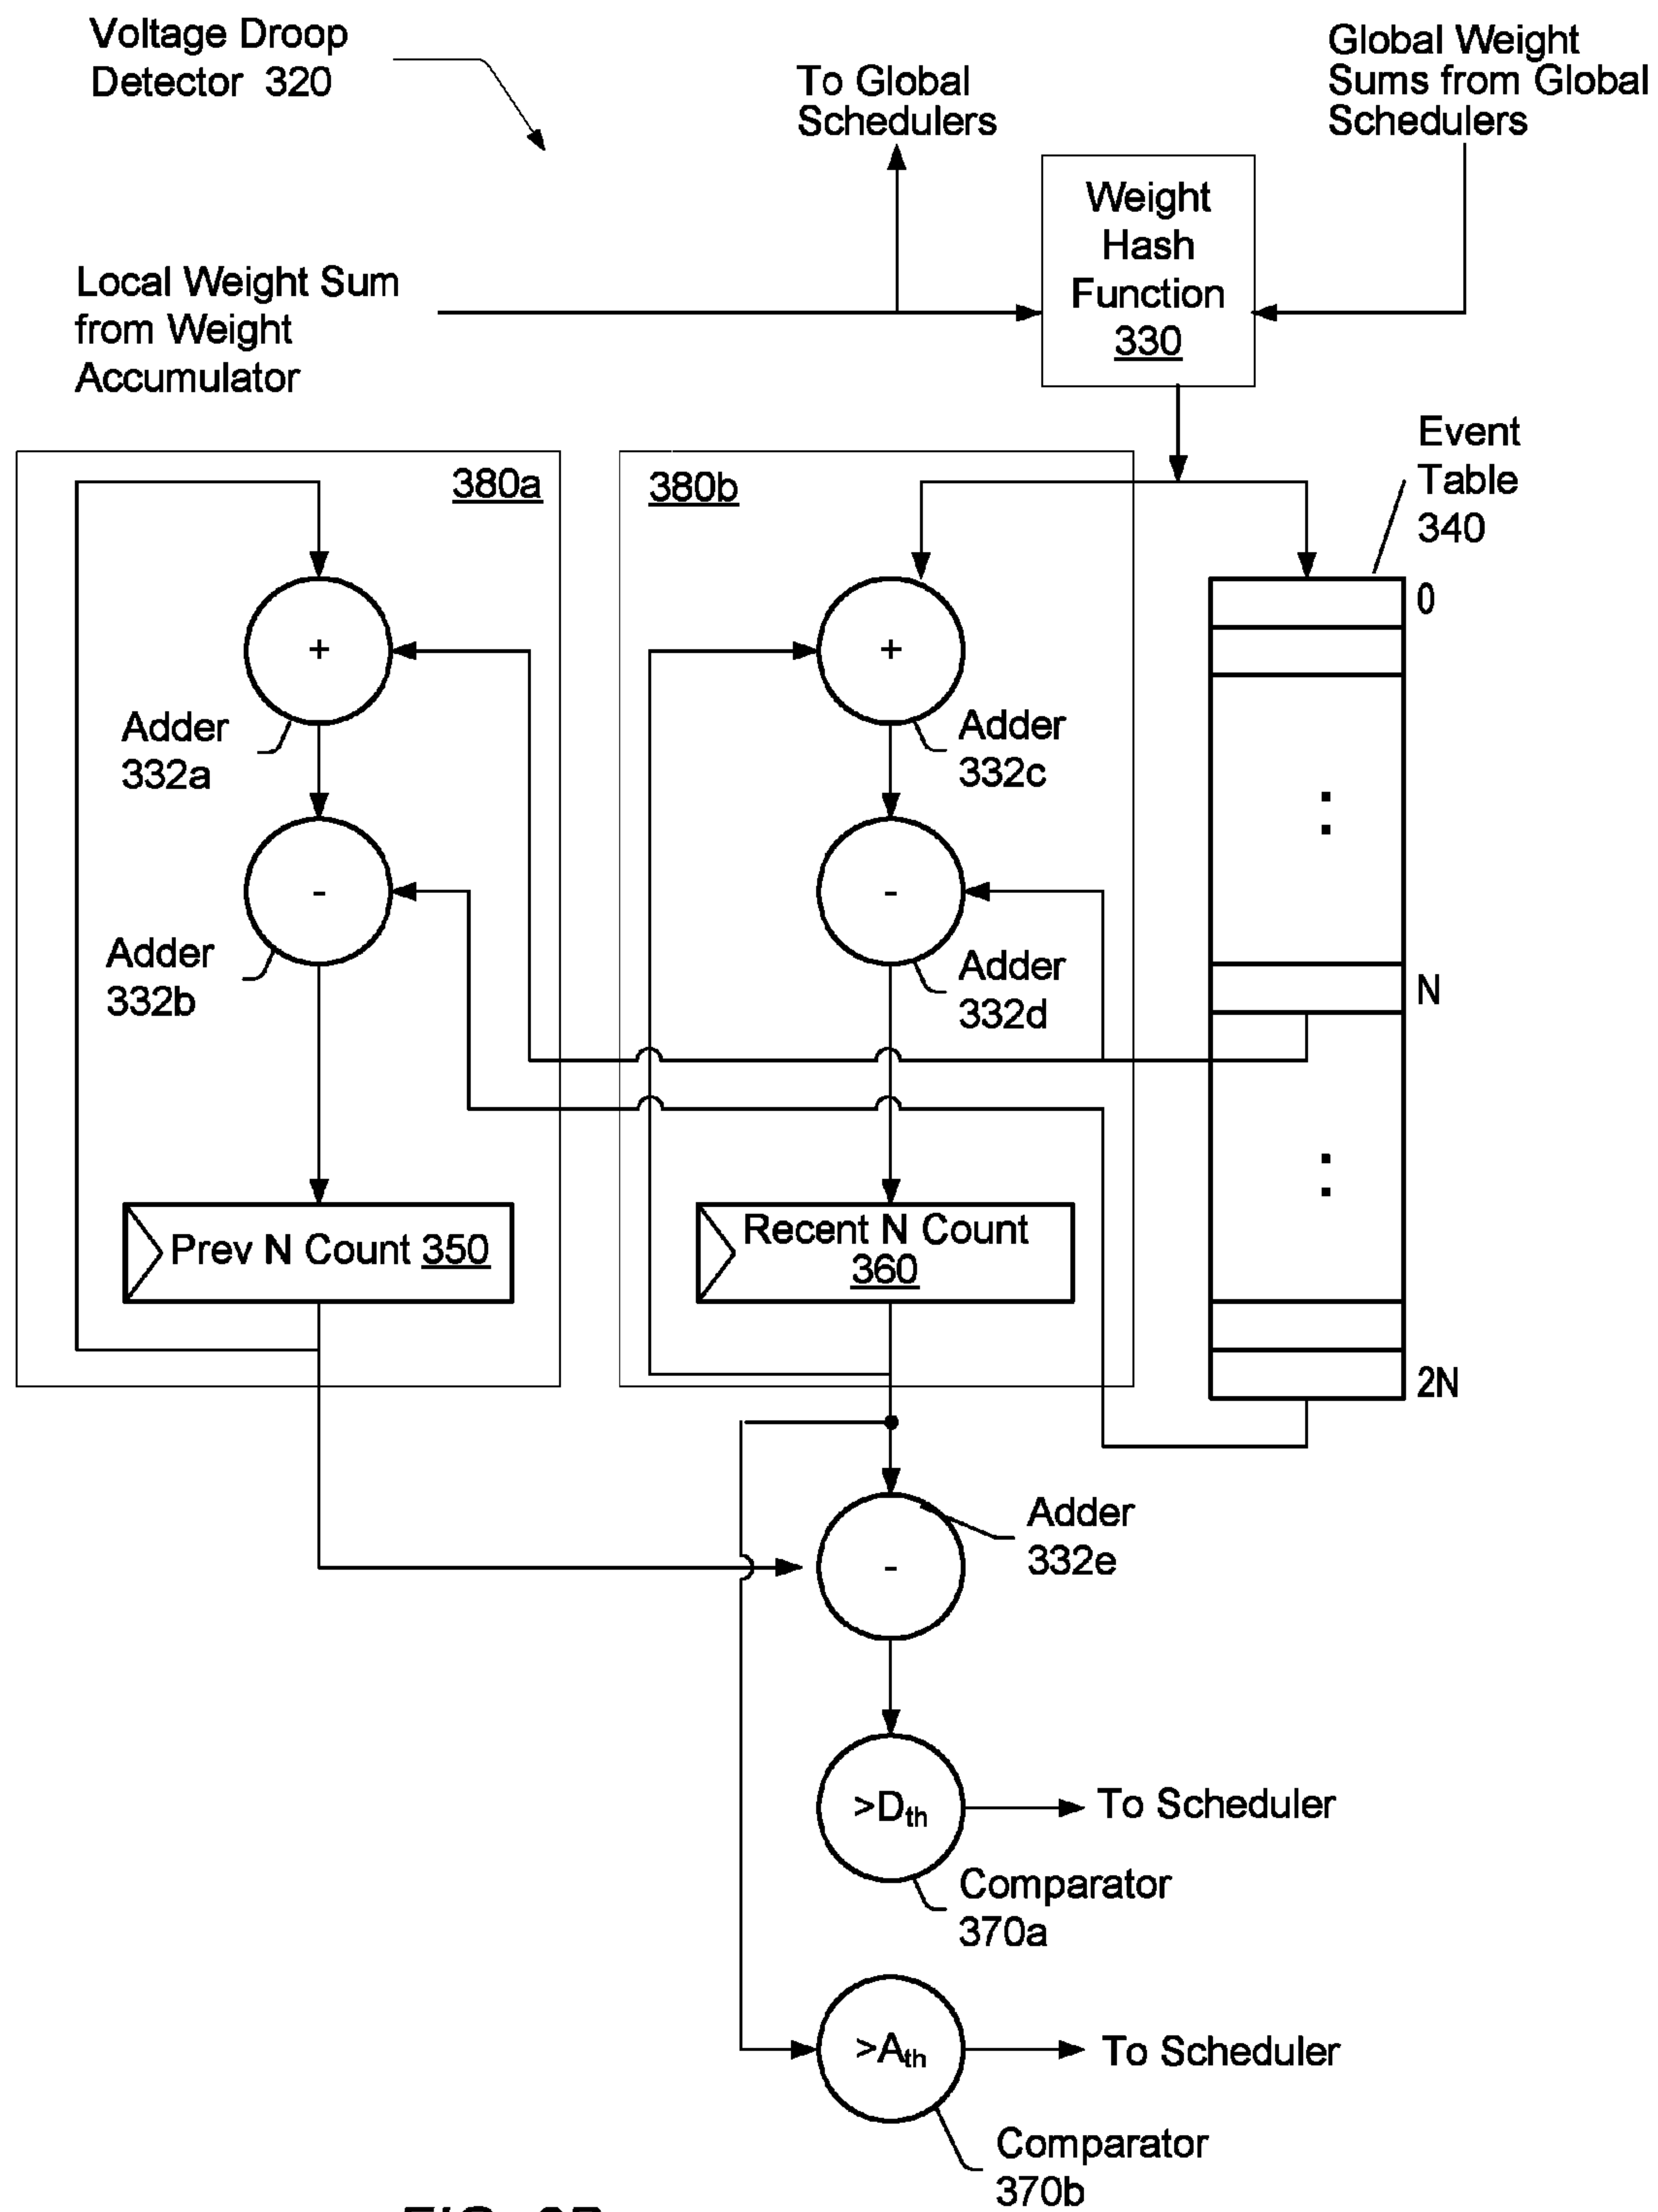 Voltage Droop
Detector 320
To Global
Schedulers
Global Weight
Sums from Global
Schedulers
Weight
Hash
Function
330
Local Weight Sum
from Weight
Accumulator
Event
Table
340
380a
380b
0
+
+
Adder
332a
Adder
332c
:
-
-
Adder
332b
Adder
332d
N
:
Prev N Count 350
Recent N Count
360
2N
Adder
332e
-
>Dth
To Scheduler
Comparator
370a
>Ath
To Scheduler
Comparator
370b